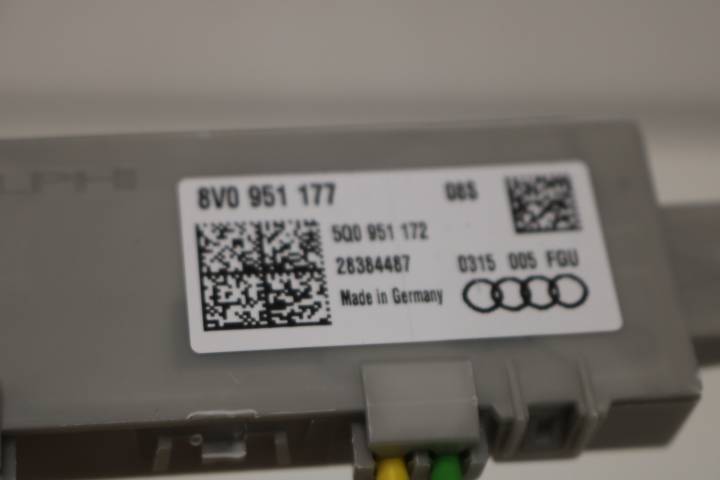 8V0 951 177 08S
5Q0 951 172
28384487 0315 005 FGU
Made in Germany